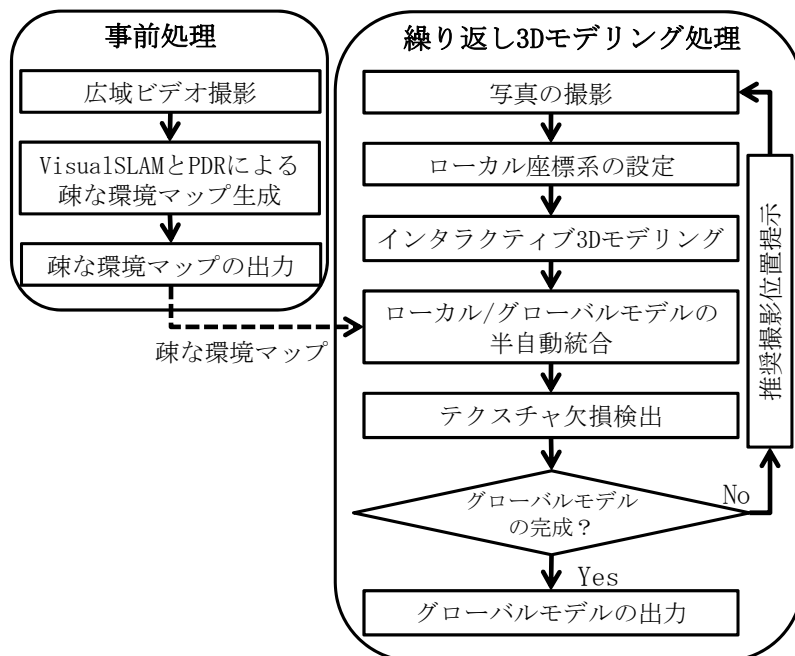 事前処理
広域ビデオ撮影
VisualSLAMとPDRによる
疎な環境マップ生成
疎な環境マップの出力
疎な環境マップ
繰り返し3Dモデリング処理
写真の撮影
ローカル座標系の設定
インタラクティブ3Dモデリング
ローカル/グローバルモデルの
半自動統合
テクスチャ欠損検出
グローバルモデル
の完成?
No
推奨撮影位置提示
Yes
グローバルモデルの出力